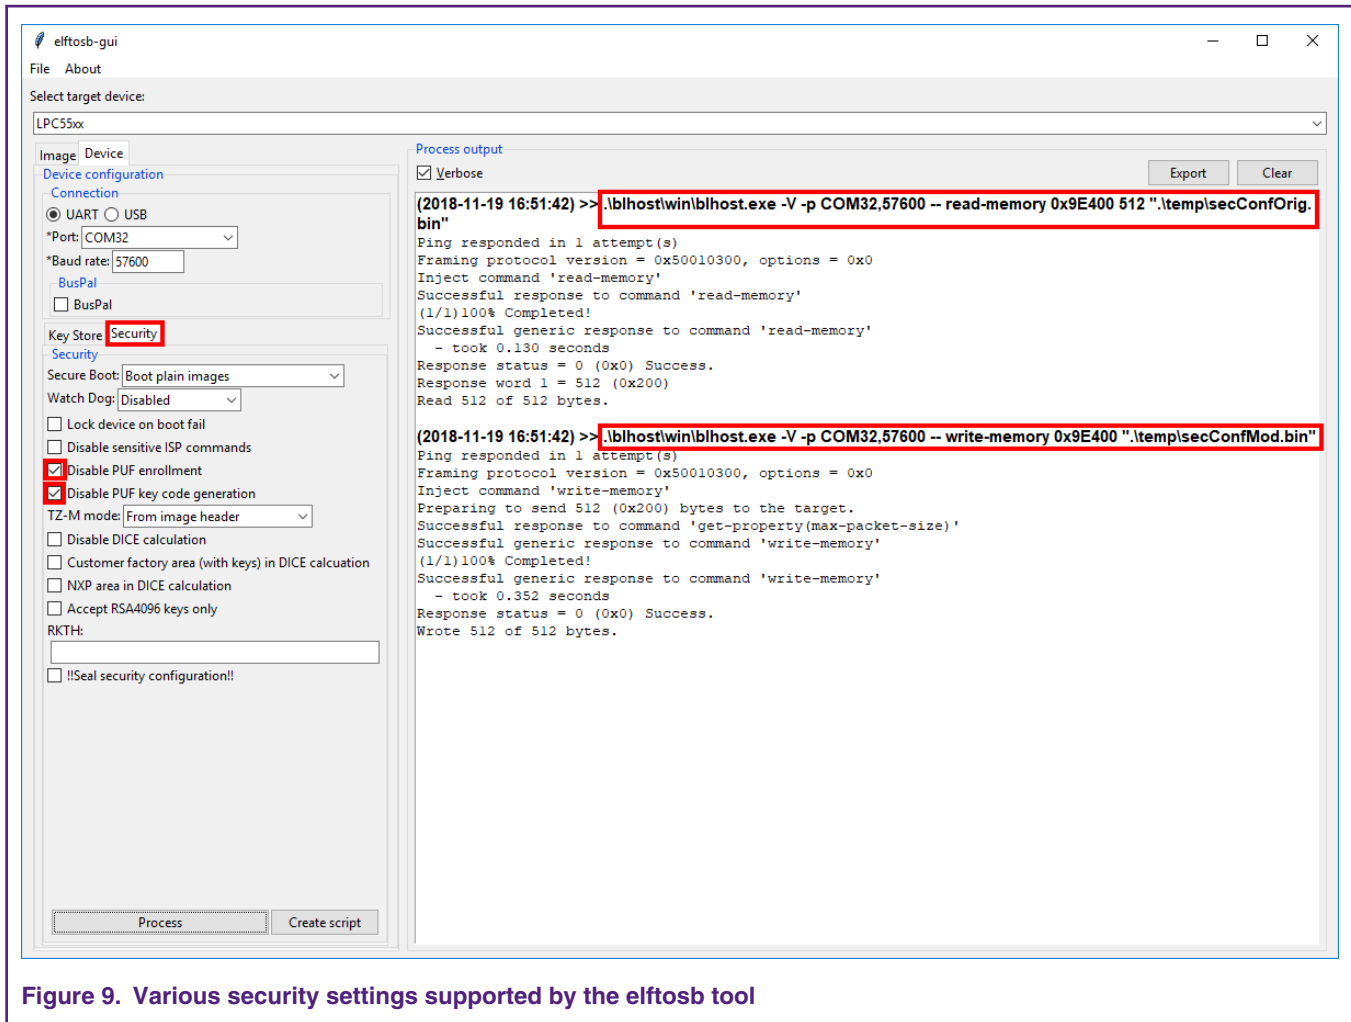 elftosb-gui
File About
Select target device:
LPC55xx
Image Device
Device configuration
Connection
UART USB
*Port: COM32
*Baud rate: 57600
BusPal
BusPal
Key Store Security
Security
Secure Boot: Boot plain images
Watch Dog: Disabled
Lock device on boot fail
Disable sensitive ISP commands
Disable PUF enrollment
Disable PUF key code generation
TZ-M mode: From image header
Disable DICE calculation
Customer factory area (with keys) in DICE calcuation
NXP area in DICE calculation
Accept RSA4096 keys only
RKTH:
!!Seal security configuration!!
Process Create script
Process output
Verbose
Export Clear
(2018-11-19 16:51:42) >>.\blhost\win\blhost.exe -V -p COM32,57600 -- read-memory 0x9E400 512 ".\temp\secConfOrig.
bin"
Ping responded in 1 attempt(s)
Framing protocol version = 0x50010300, options = 0x0
Inject command 'read-memory'
Successful response to command 'read-memory'
(1/1)100% Completed!
Successful generic response to command 'read-memory'
- took 0.130 seconds
Response status = 0 (0x0) Success.
Response word 1 = 512 (0x200)
Read 512 of 512 bytes.
(2018-11-19 16:51:42) >>.\blhost\win\blhost.exe -V -p COM32,57600 -- write-memory 0x9E400 ".\temp\secConfMod.bin"
Ping responded in 1 attempt(s)
Framing protocol version = 0x50010300, options = 0x0
Inject command 'write-memory'
Preparing to send 512 (0x200) bytes to the target.
Successful response to command 'get-property(max-packet-size)'
Successful generic response to command 'write-memory'
(1/1)100% Completed!
Successful generic response to command 'write-memory'
- took 0.352 seconds
Response status = 0 (0x0) Success.
Wrote 512 of 512 bytes.
Figure 9. Various security settings supported by the elftosb tool